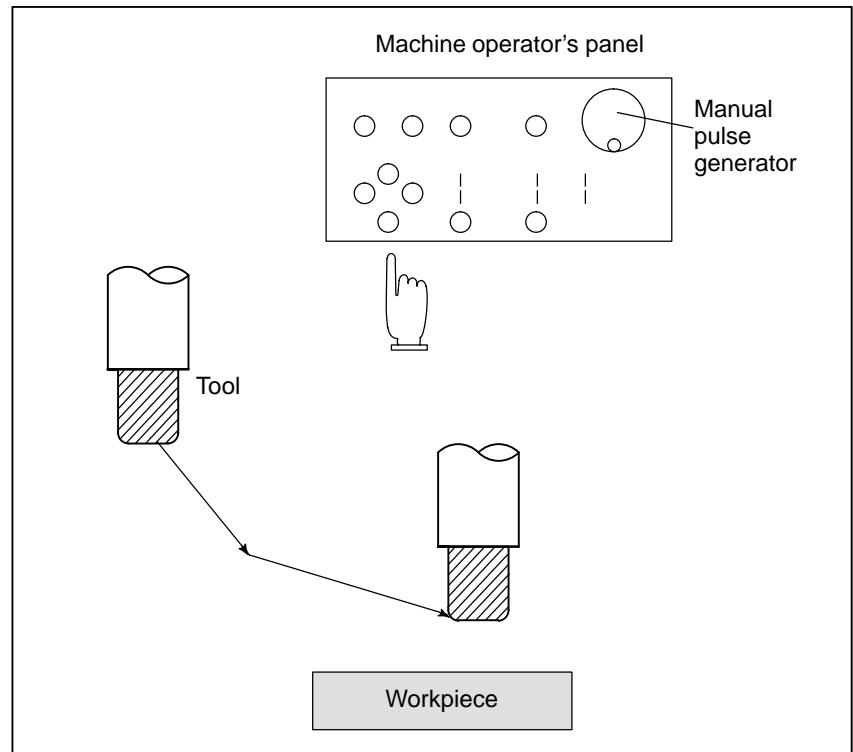 Machine operator’s panel
Manual
pulse
generator
Tool
Workpiece